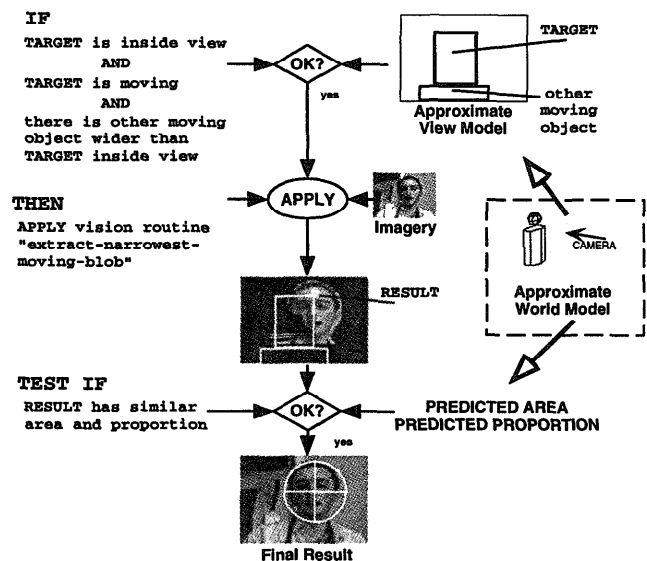 IF
TARGET is inside view
AND
TARGET is moving
AND
there is other moving
object wider than
TARGET inside view
OK?
yes
TARGET
other
moving
object
Approximate
View Model
THEN
APPLY vision routine
"extract-narrowest-
moving-blob"
APPLY
Imagery
CAMERA
Approximate
World Model
RESULT
TEST IF
RESULT has similar
area and proportion
OK?
yes
PREDICTED AREA
PREDICTED PROPORTION
Final Result